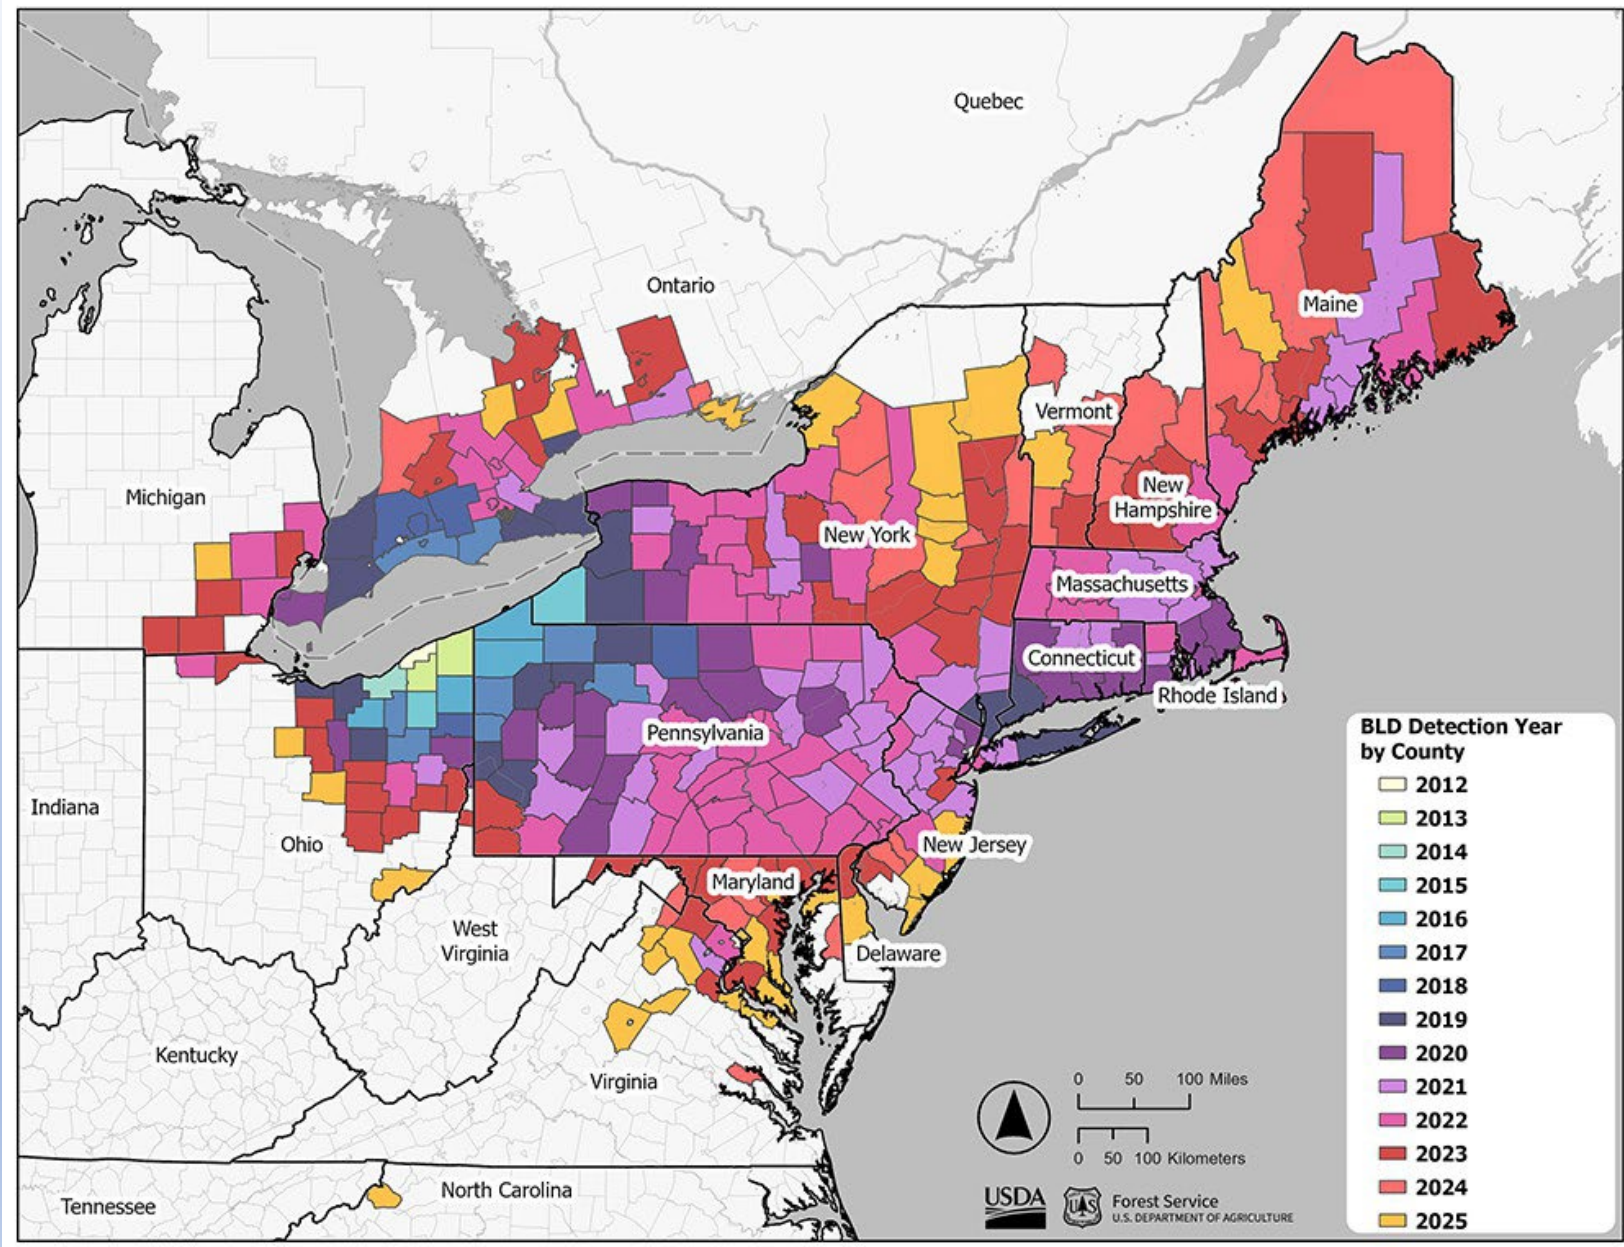 Quebec
Ontario
Maine
Vermont
Michigan
New
Hampshire
New York
Massachusetts
Connecticut
Rhode Island
Pennsylvania
Indiana
Ohio
New Jersey
Maryland
West
Virginia
Delaware
Kentucky
Virginia
Tennessee
North Carolina
BLD Detection Year
by County
2012
2013
2014
2015
2016
2017
2018
2019
2020
2021
2022
2023
2024
2025
0 50 100 Miles
0 50 100 Kilometers
USDA
UAS
Forest Service
U.S. DEPARTMENT OF AGRICULTURE